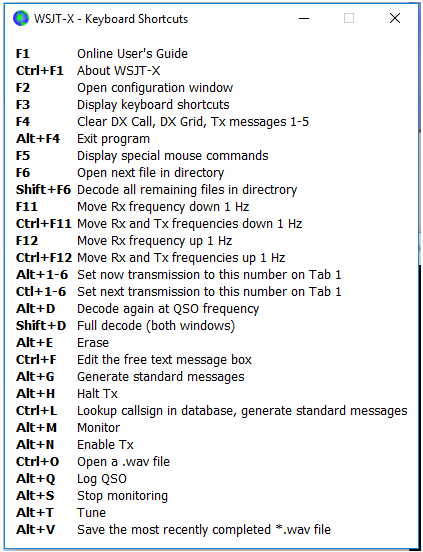 WSJT-X - Keyboard Shortcuts
F1 Online User's Guide
Ctrl+F1 About WSJT-X
F2 Open configuration window
F3 Display keyboard shortcuts
F4 Clear DX Call, DX Grid, Tx messages 1-5
Alt+F4 Exit program
F5 Display special mouse commands
F6 Open next file in directory
Shift+F6 Decode all remaining files in directrory
F11 Move Rx frequency down 1 Hz
Ctrl+F11 Move Rx and Tx frequencies down 1 Hz
F12 Move Rx frequency up 1 Hz
Ctrl+F12 Move Rx and Tx frequencies up 1 Hz
Alt+1-6 Set now transmission to this number on Tab 1
Ctl+1-6 Set next transmission to this number on Tab 1
Alt+D Decode again at QSO frequency
Shift+D Full decode (both windows)
Alt+E Erase
Ctrl+F Edit the free text message box
Alt+G Generate standard messages
Alt+H Halt Tx
Ctrl+L Lookup callsign in database, generate standard messages
Alt+M Monitor
Alt+N Enable Tx
Ctrl+O Open a .wav file
Alt+Q Log QSO
Alt+S Stop monitoring
Alt+T Tune
Alt+V Save the most recently completed *.wav file